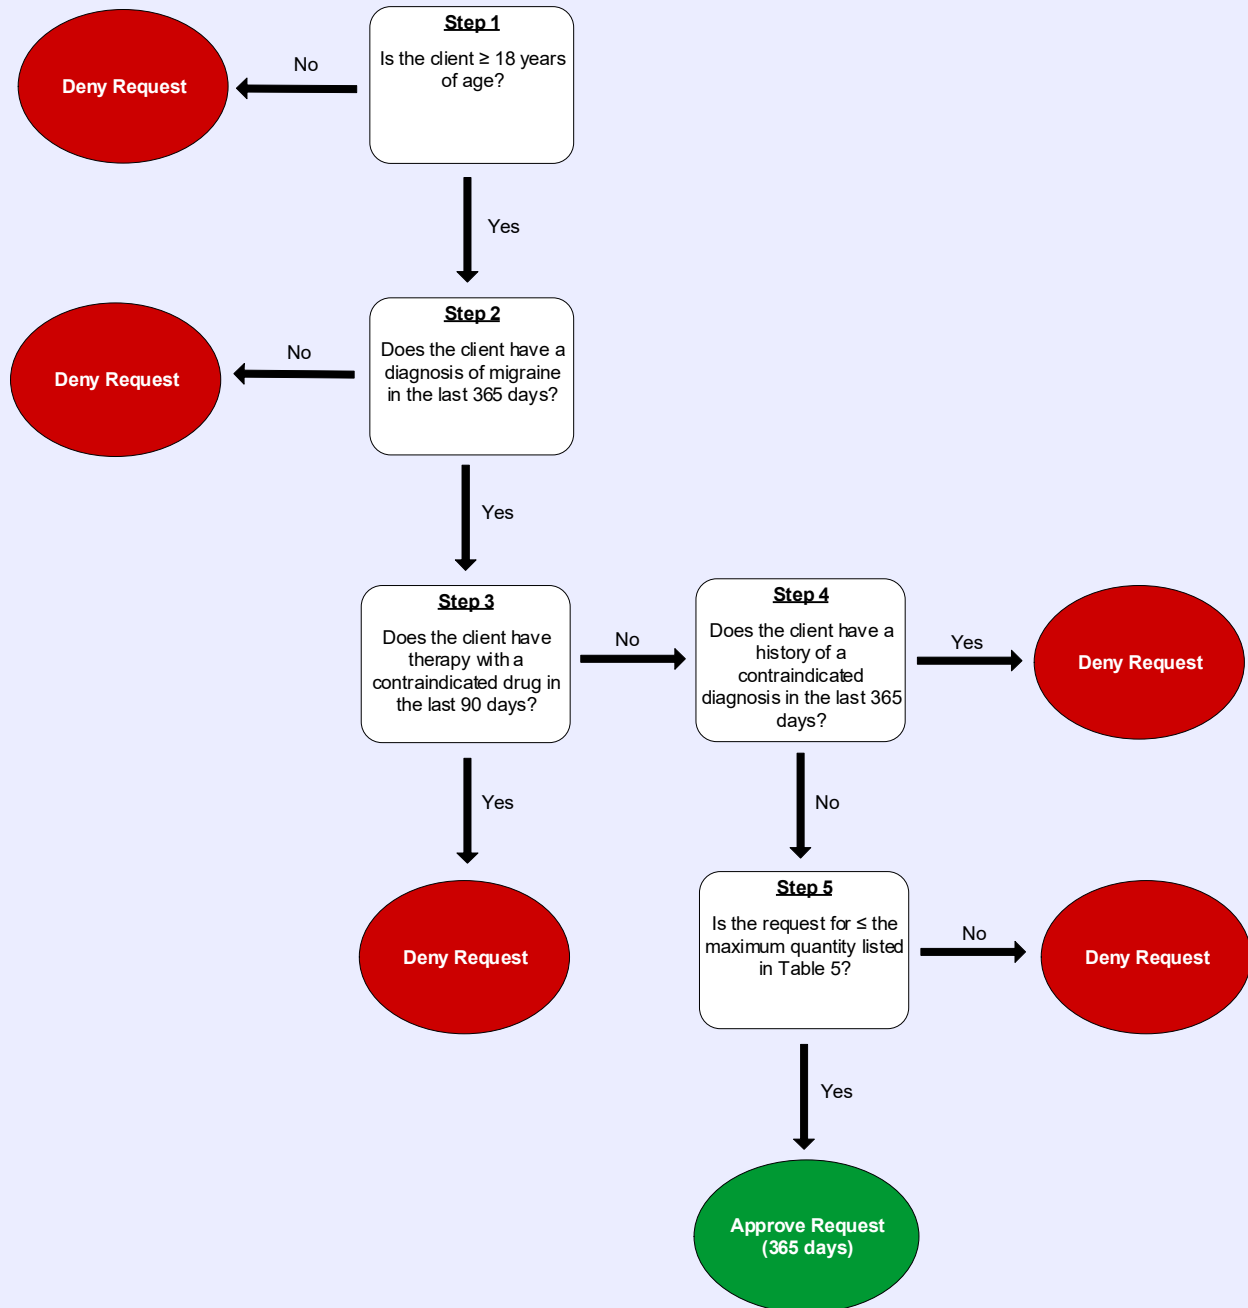 Step 1
Is the client ≥ 18 years
of age?
No
Deny Request
Yes
Step 2
Does the client have a
diagnosis of migraine
in the last 365 days?
No
Deny Request
Yes
Step 3
Does the client have
therapy with a
contraindicated drug in
the last 90 days?
No
Step 4
Does the client have a
history of a
contraindicated
diagnosis in the last 365
days?
Yes
Deny Request
Yes
Deny Request
No
Step 5
Is the request for ≤ the
maximum quantity listed
in Table 5?
No
Deny Request
Yes
Approve Request
(365 days)